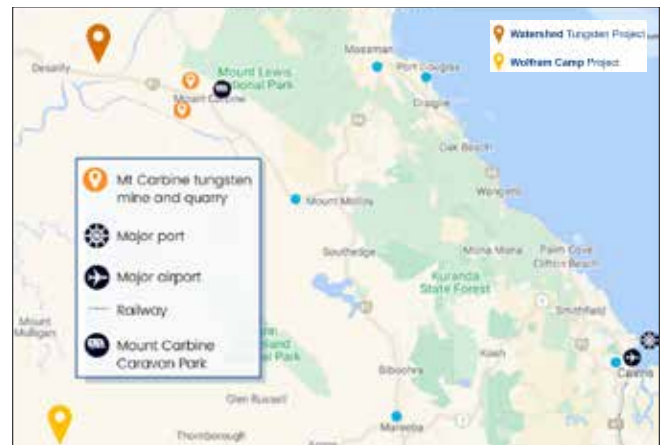 Watershed Tungsten Project
Wolfram Camp Project
Mossman
Port Douglas
Desailly
Mount Lewis
National Park
Mount Carbine
Craiglie
Oak Beach
Mt Carbine tungsten
mine and quarry
Wangetti
Mount Molloy
Major port
Southedge
Mona Mona
Palm Cove
Clifton Beach
Major airport
Kuranda
State Forest
Railway
Smithfield
Mount
Mulligan
Mount Carbine
Caravan Park
Koah
Cairns
Biboohra
Glen Russell
Mareeba
Thornborough